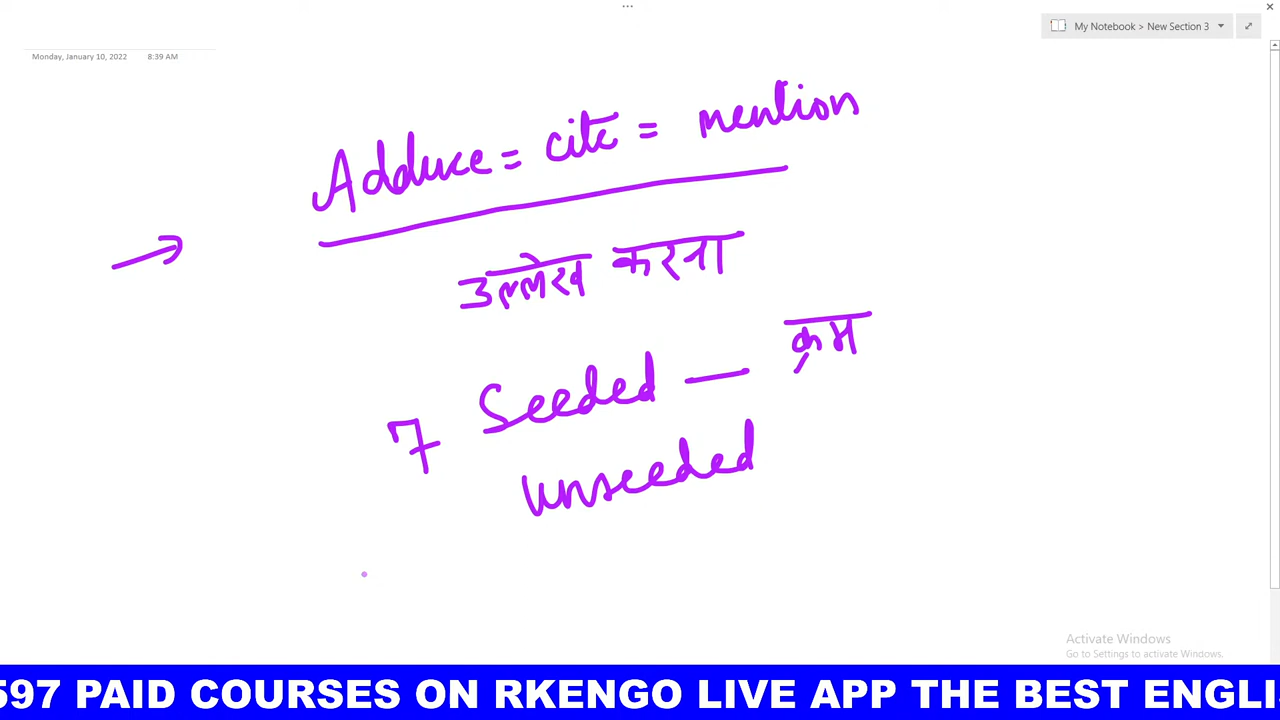 My Notebook > New Section 3
Monday, January 10, 2022 8:39 AM
Adduce = cite = mention
उल्लेख करना
7 Seeded — क्रम
unseeded
Activate Windows
Go to Settings to activate Windows.
597 PAID COURSES ON RKENGO LIVE APP THE BEST ENGLI